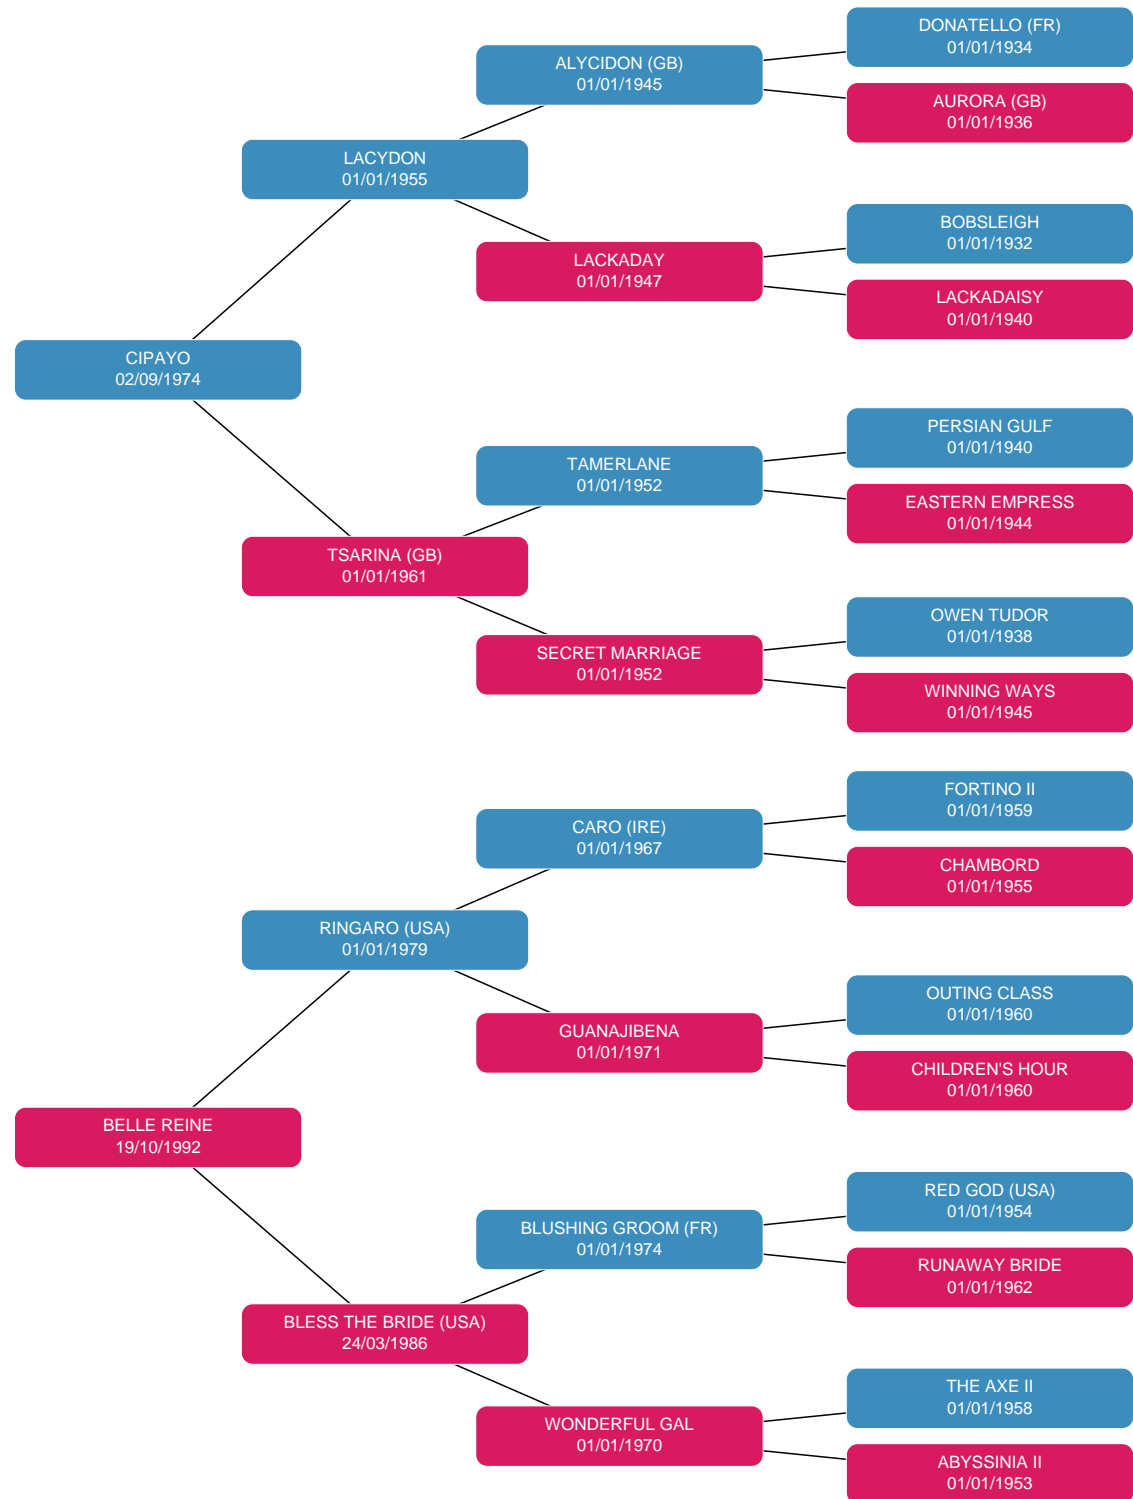 DONATELLO (FR)
01/01/1934
ALYCIDON (GB)
01/01/1945
AURORA (GB)
01/01/1936
LACYDON
01/01/1955
BOBSLEIGH
01/01/1932
LACKADAY
01/01/1947
LACKADAISY
01/01/1940
CIPAYO
02/09/1974
PERSIAN GULF
01/01/1940
TAMERLANE
01/01/1952
EASTERN EMPRESS
01/01/1944
TSARINA (GB)
01/01/1961
OWEN TUDOR
01/01/1938
SECRET MARRIAGE
01/01/1952
WINNING WAYS
01/01/1945
FORTINO II
01/01/1959
CARO (IRE)
01/01/1967
CHAMBORD
01/01/1955
RINGARO (USA)
01/01/1979
OUTING CLASS
01/01/1960
GUANAJIBENA
01/01/1971
CHILDREN'S HOUR
01/01/1960
BELLE REINE
19/10/1992
RED GOD (USA)
01/01/1954
BLUSHING GROOM (FR)
01/01/1974
RUNAWAY BRIDE
01/01/1962
BLESS THE BRIDE (USA)
24/03/1986
THE AXE II
01/01/1958
WONDERFUL GAL
01/01/1970
ABYSSINIA II
01/01/1953